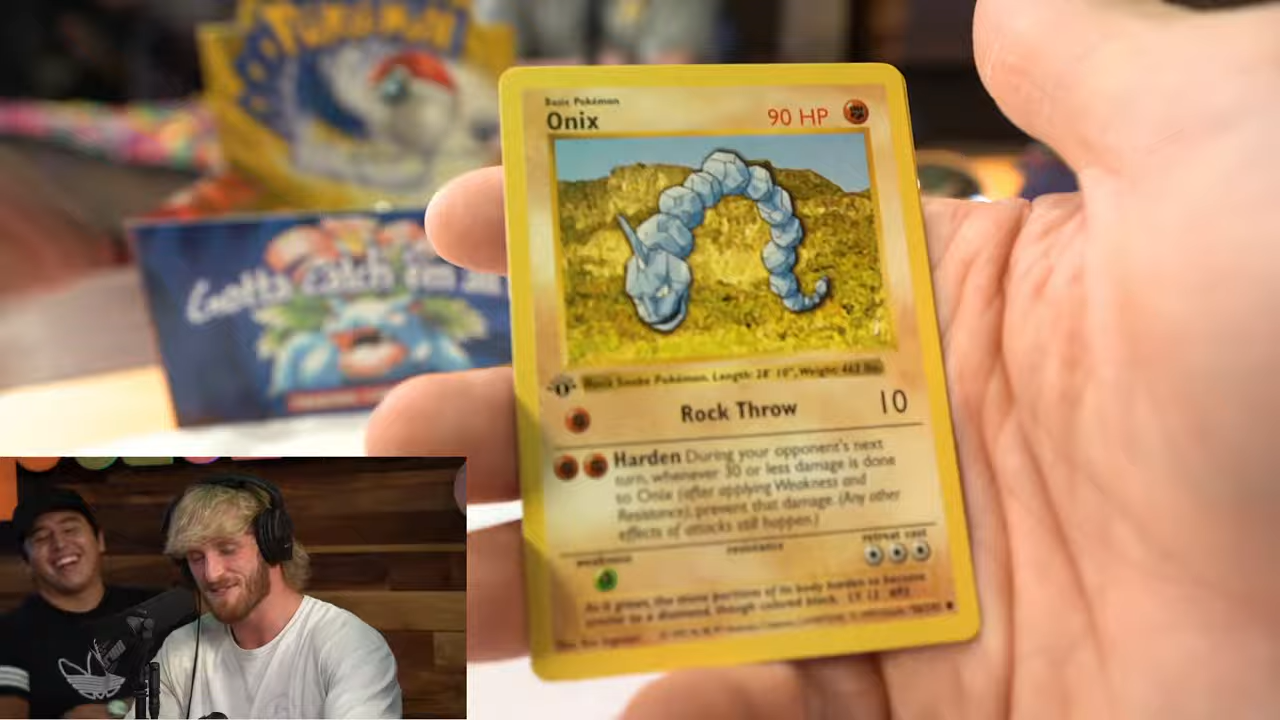 Pokémon
Gotta catch 'em all
Basic Pokémon
Onix
90 HP
Rock Snake Pokémon. Length: 28' 10", Weight: 463 lbs.
Rock Throw 10
Harden During your opponent's next
turn, whenever 30 or less damage is done
to Onix (after applying Weakness and
Resistance), prevent that damage. (Any other
effects of attacks still happen.)
weakness resistance retreat cost
As it grows, the stone portions of its body harden to become
similar to a diamond, though colored black. LV. 12